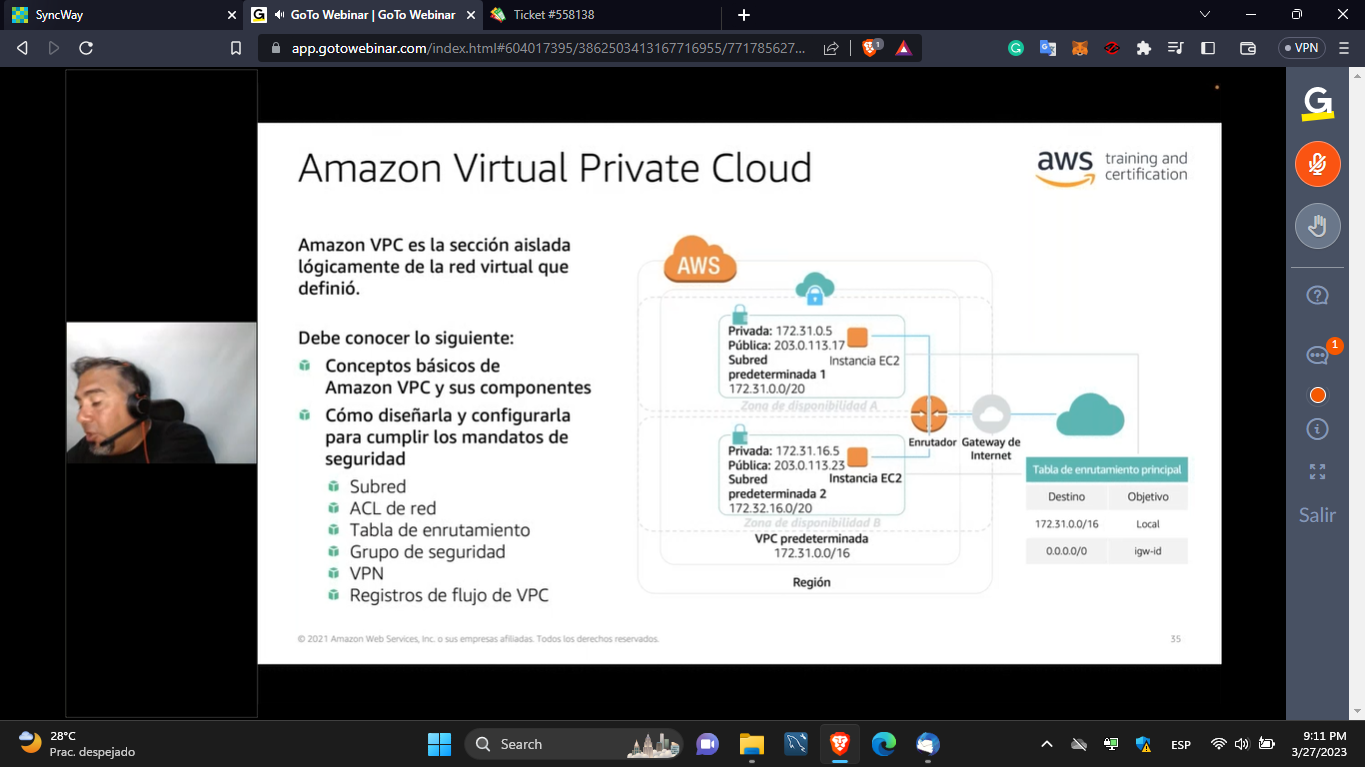 SyncWay
GoTo Webinar | GoTo Webinar
Ticket #558138
app.gotowebinar.com/index.html#604017395/3862503413167716955/771785627...
1
VPN
Amazon Virtual Private Cloud
aws training and
certification
Amazon VPC es la sección aislada
lógicamente de la red virtual que
definió.
Debe conocer lo siguiente:
Conceptos básicos de
Amazon VPC y sus componentes
Cómo diseñarla y configurarla
para cumplir los mandatos de
seguridad
Subred
ACL de red
Tabla de enrutamiento
Grupo de seguridad
VPN
Registros de flujo de VPC
AWS
Privada: 172.31.0.5
Pública: 203.0.113.17
Instancia EC2
Subred
predeterminada 1
172.31.0.0/20
Zona de disponibilidad A
Privada: 172.31.16.5
Pública: 203.0.113.23
Instancia EC2
Subred
predeterminada 2
172.32.16.0/20
Zona de disponibilidad B
VPC predeterminada
172.31.0.0/16
Región
Enrutador
Gateway de
Internet
Tabla de enrutamiento principal
Destino Objetivo
172.31.0.0/16 Local
0.0.0.0/0 igw-id
© 2021 Amazon Web Services, Inc. o sus empresas afiliadas. Todos los derechos reservados.
35
G
1
Salir
28°C
Prac. despejado
Search
ESP
9:11 PM
3/27/2023